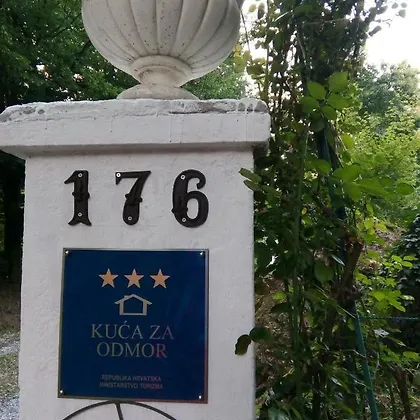 176
KUĆA ZA
ODMOR
REPUBLIKA HRVATSKA
MINISTARSTVO TURIZMA